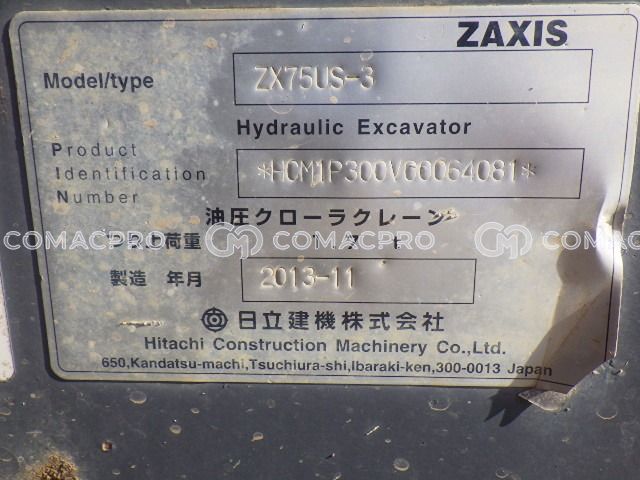 ZAXIS
Model/type ZX75US-3
Hydraulic Excavator
Product
Identification *HCM1P300V00064081*
Number
油圧クローラクレーン
COMACPRO COMACPRO COMACPRO
上荷重
製造 年月 2013-11
日立建機株式会社
Hitachi Construction Machinery Co.,Ltd.
650,Kandatsu-machi,Tsuchiura-shi,Ibaraki-ken,300-0013 Japan